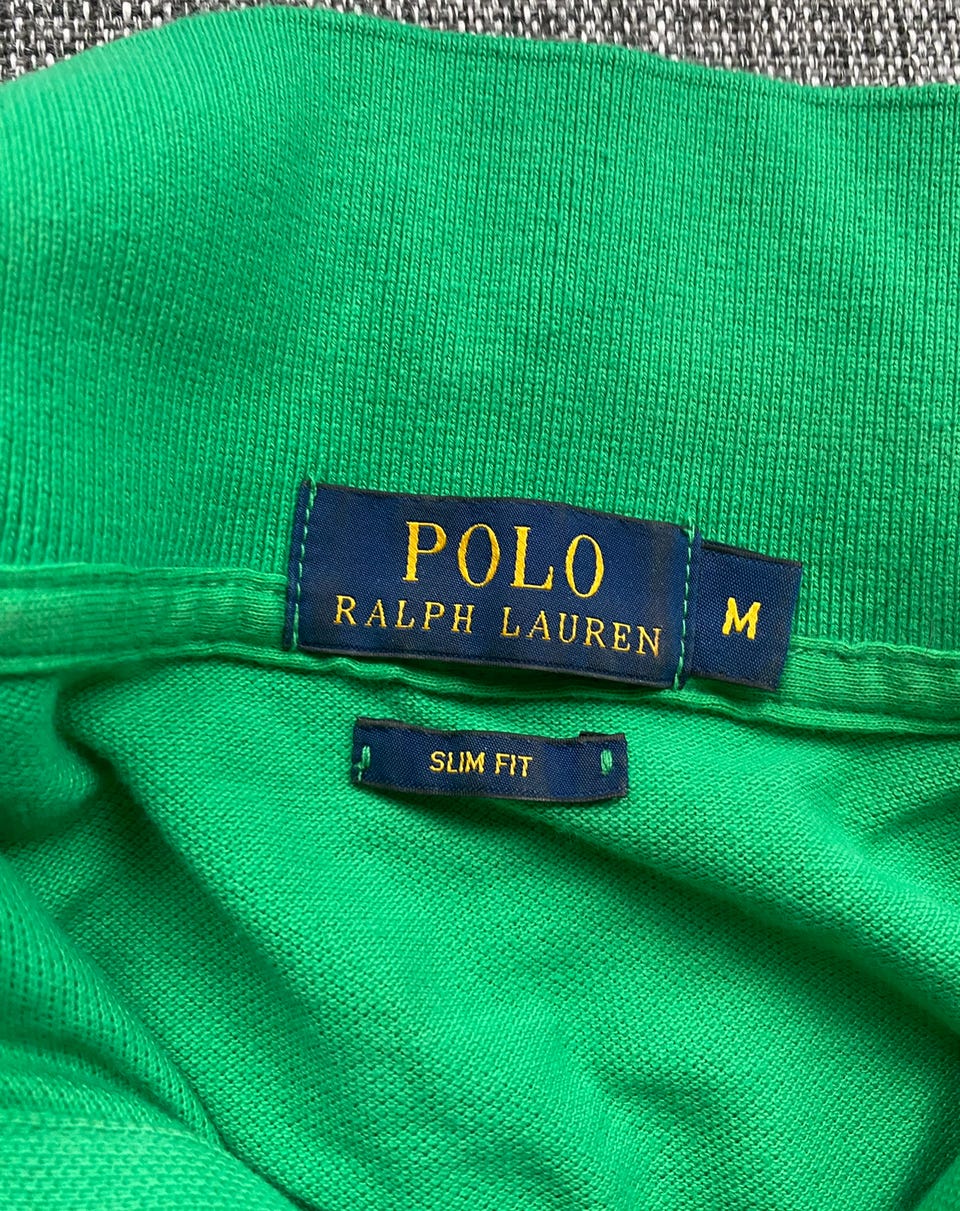 POLO
RALPH LAUREN
M
SLIM FIT